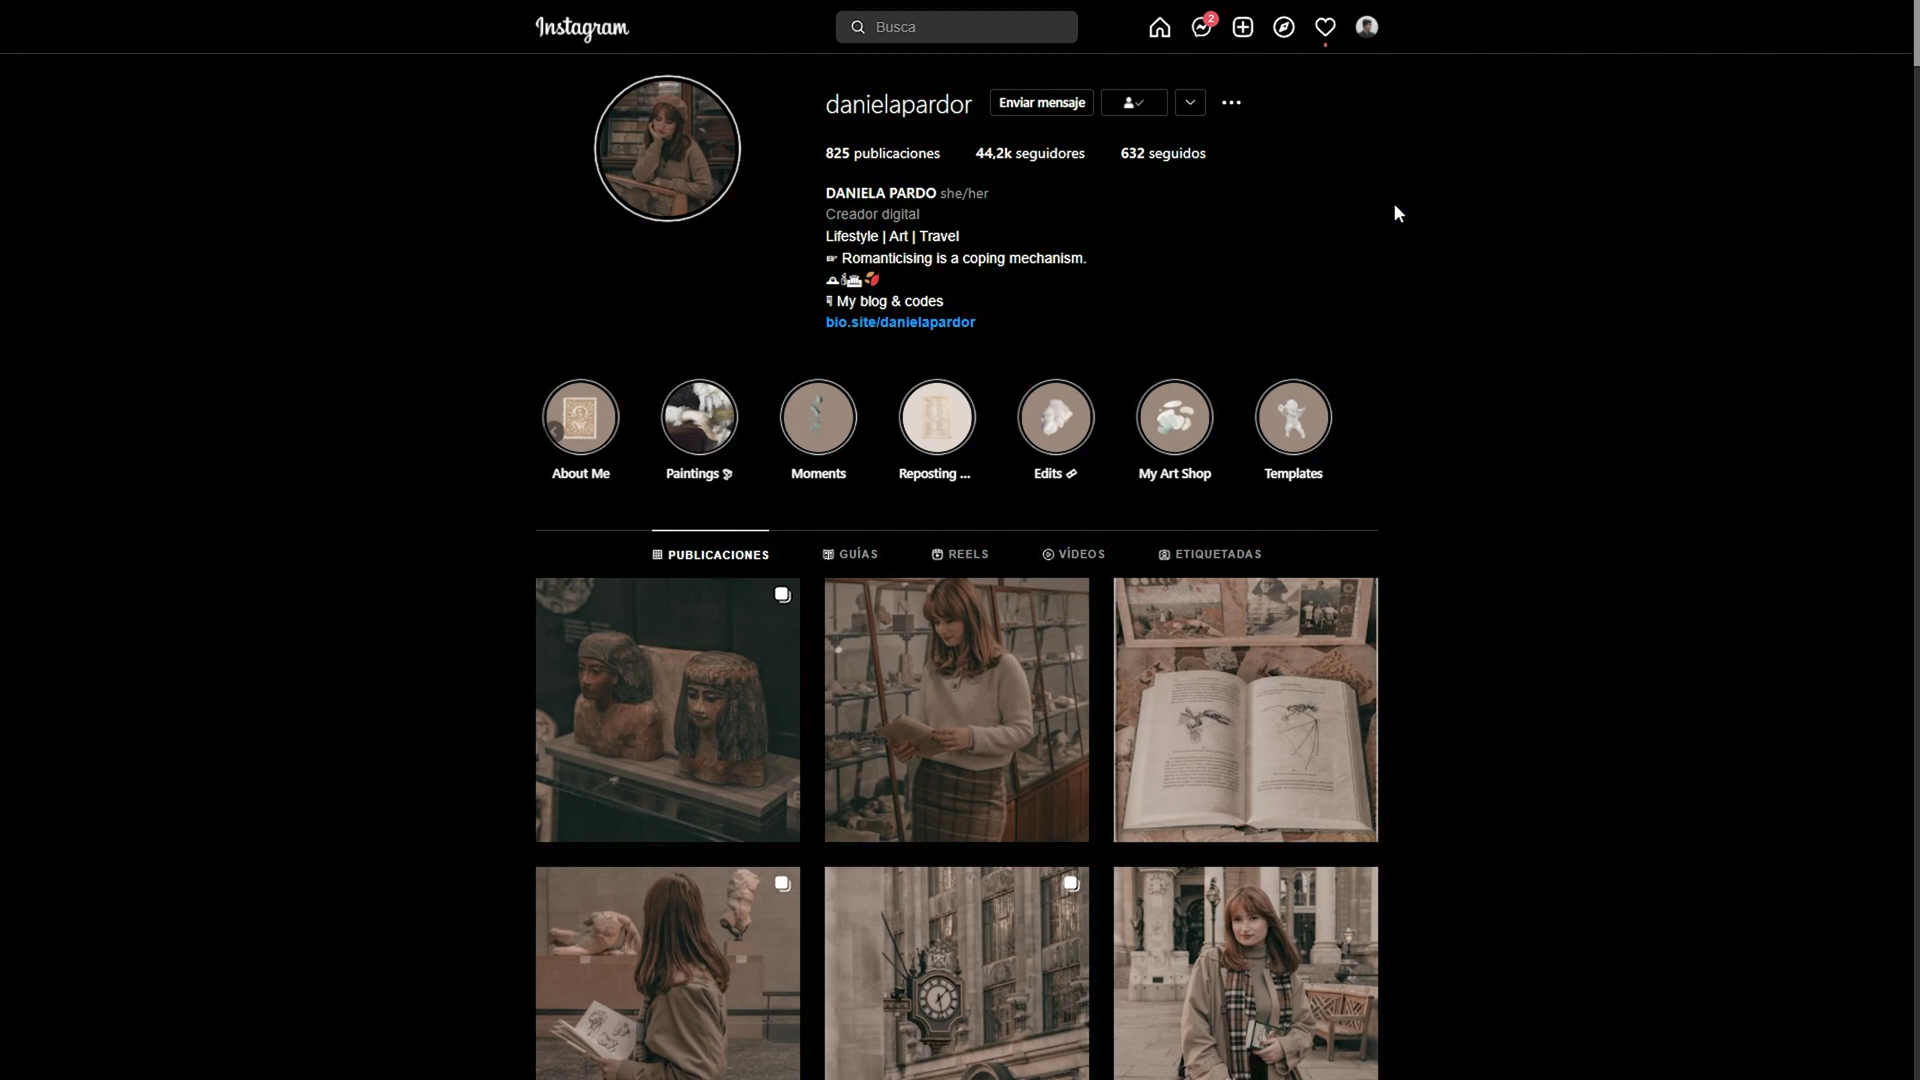 Instagram
Busca
2
danielapardor
Enviar mensaje
825 publicaciones
44,2k seguidores
632 seguidos
DANIELA PARDO she/her
Creador digital
Lifestyle | Art | Travel
☞ Romanticising is a coping mechanism.
🕰🕯📠🍂
☟ My blog & codes
bio.site/danielapardor
About Me
Paintings 🕊
Moments
Reposting ...
Edits 🖇
My Art Shop
Templates
PUBLICACIONES
GUÍAS
REELS
VÍDEOS
ETIQUETADAS